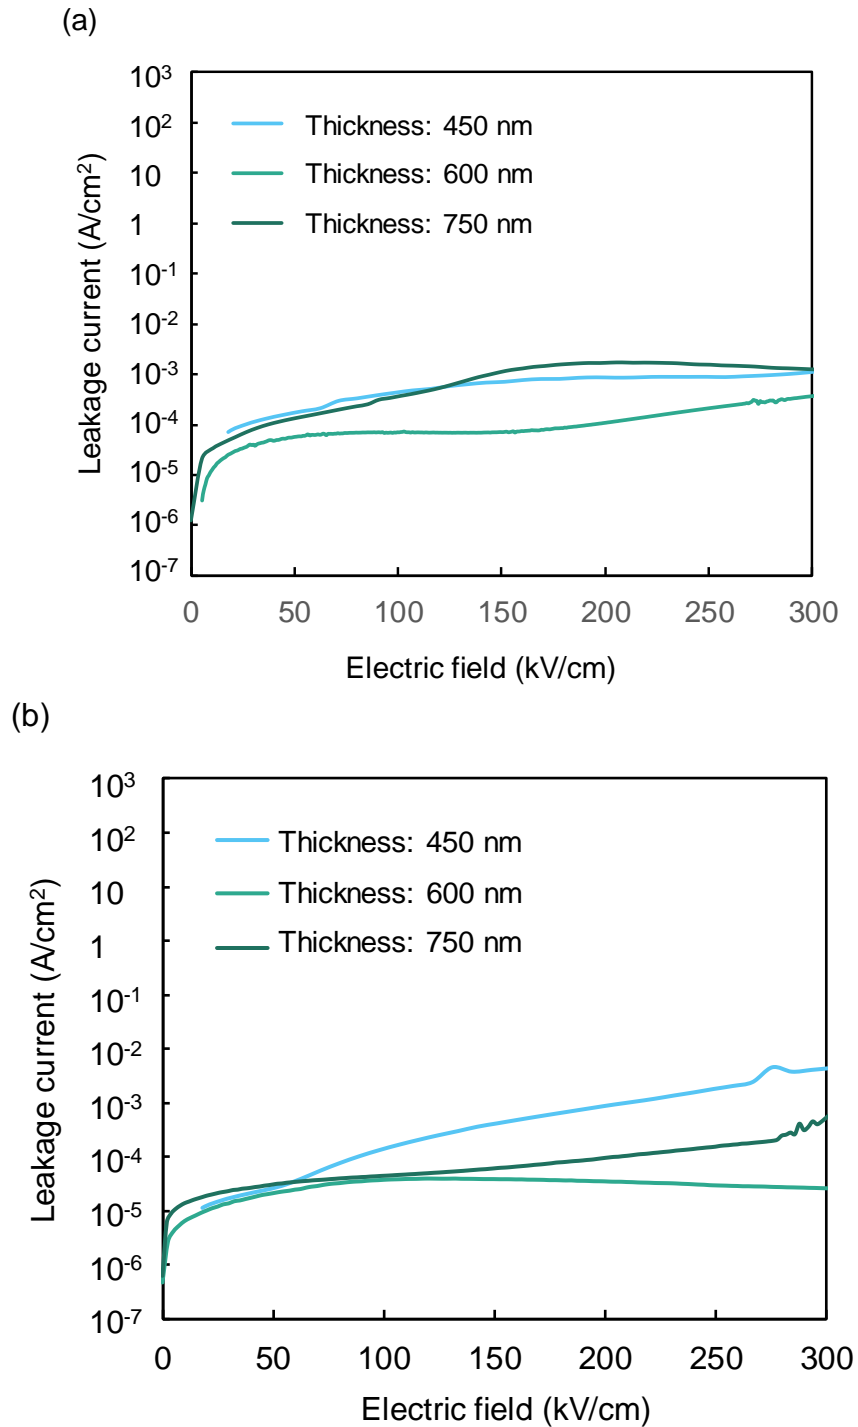 (a)
10³
10²
10
1
10⁻¹
10⁻²
10⁻³
10⁻⁴
10⁻⁵
10⁻⁶
10⁻⁷
Leakage current (A/cm²)
Thickness: 450 nm
Thickness: 600 nm
Thickness: 750 nm
0 50 100 150 200 250 300
Electric field (kV/cm)
(b)
10³
10²
10
1
10⁻¹
10⁻²
10⁻³
10⁻⁴
10⁻⁵
10⁻⁶
10⁻⁷
Leakage current (A/cm²)
Thickness: 450 nm
Thickness: 600 nm
Thickness: 750 nm
0 50 100 150 200 250 300
Electric field (kV/cm)